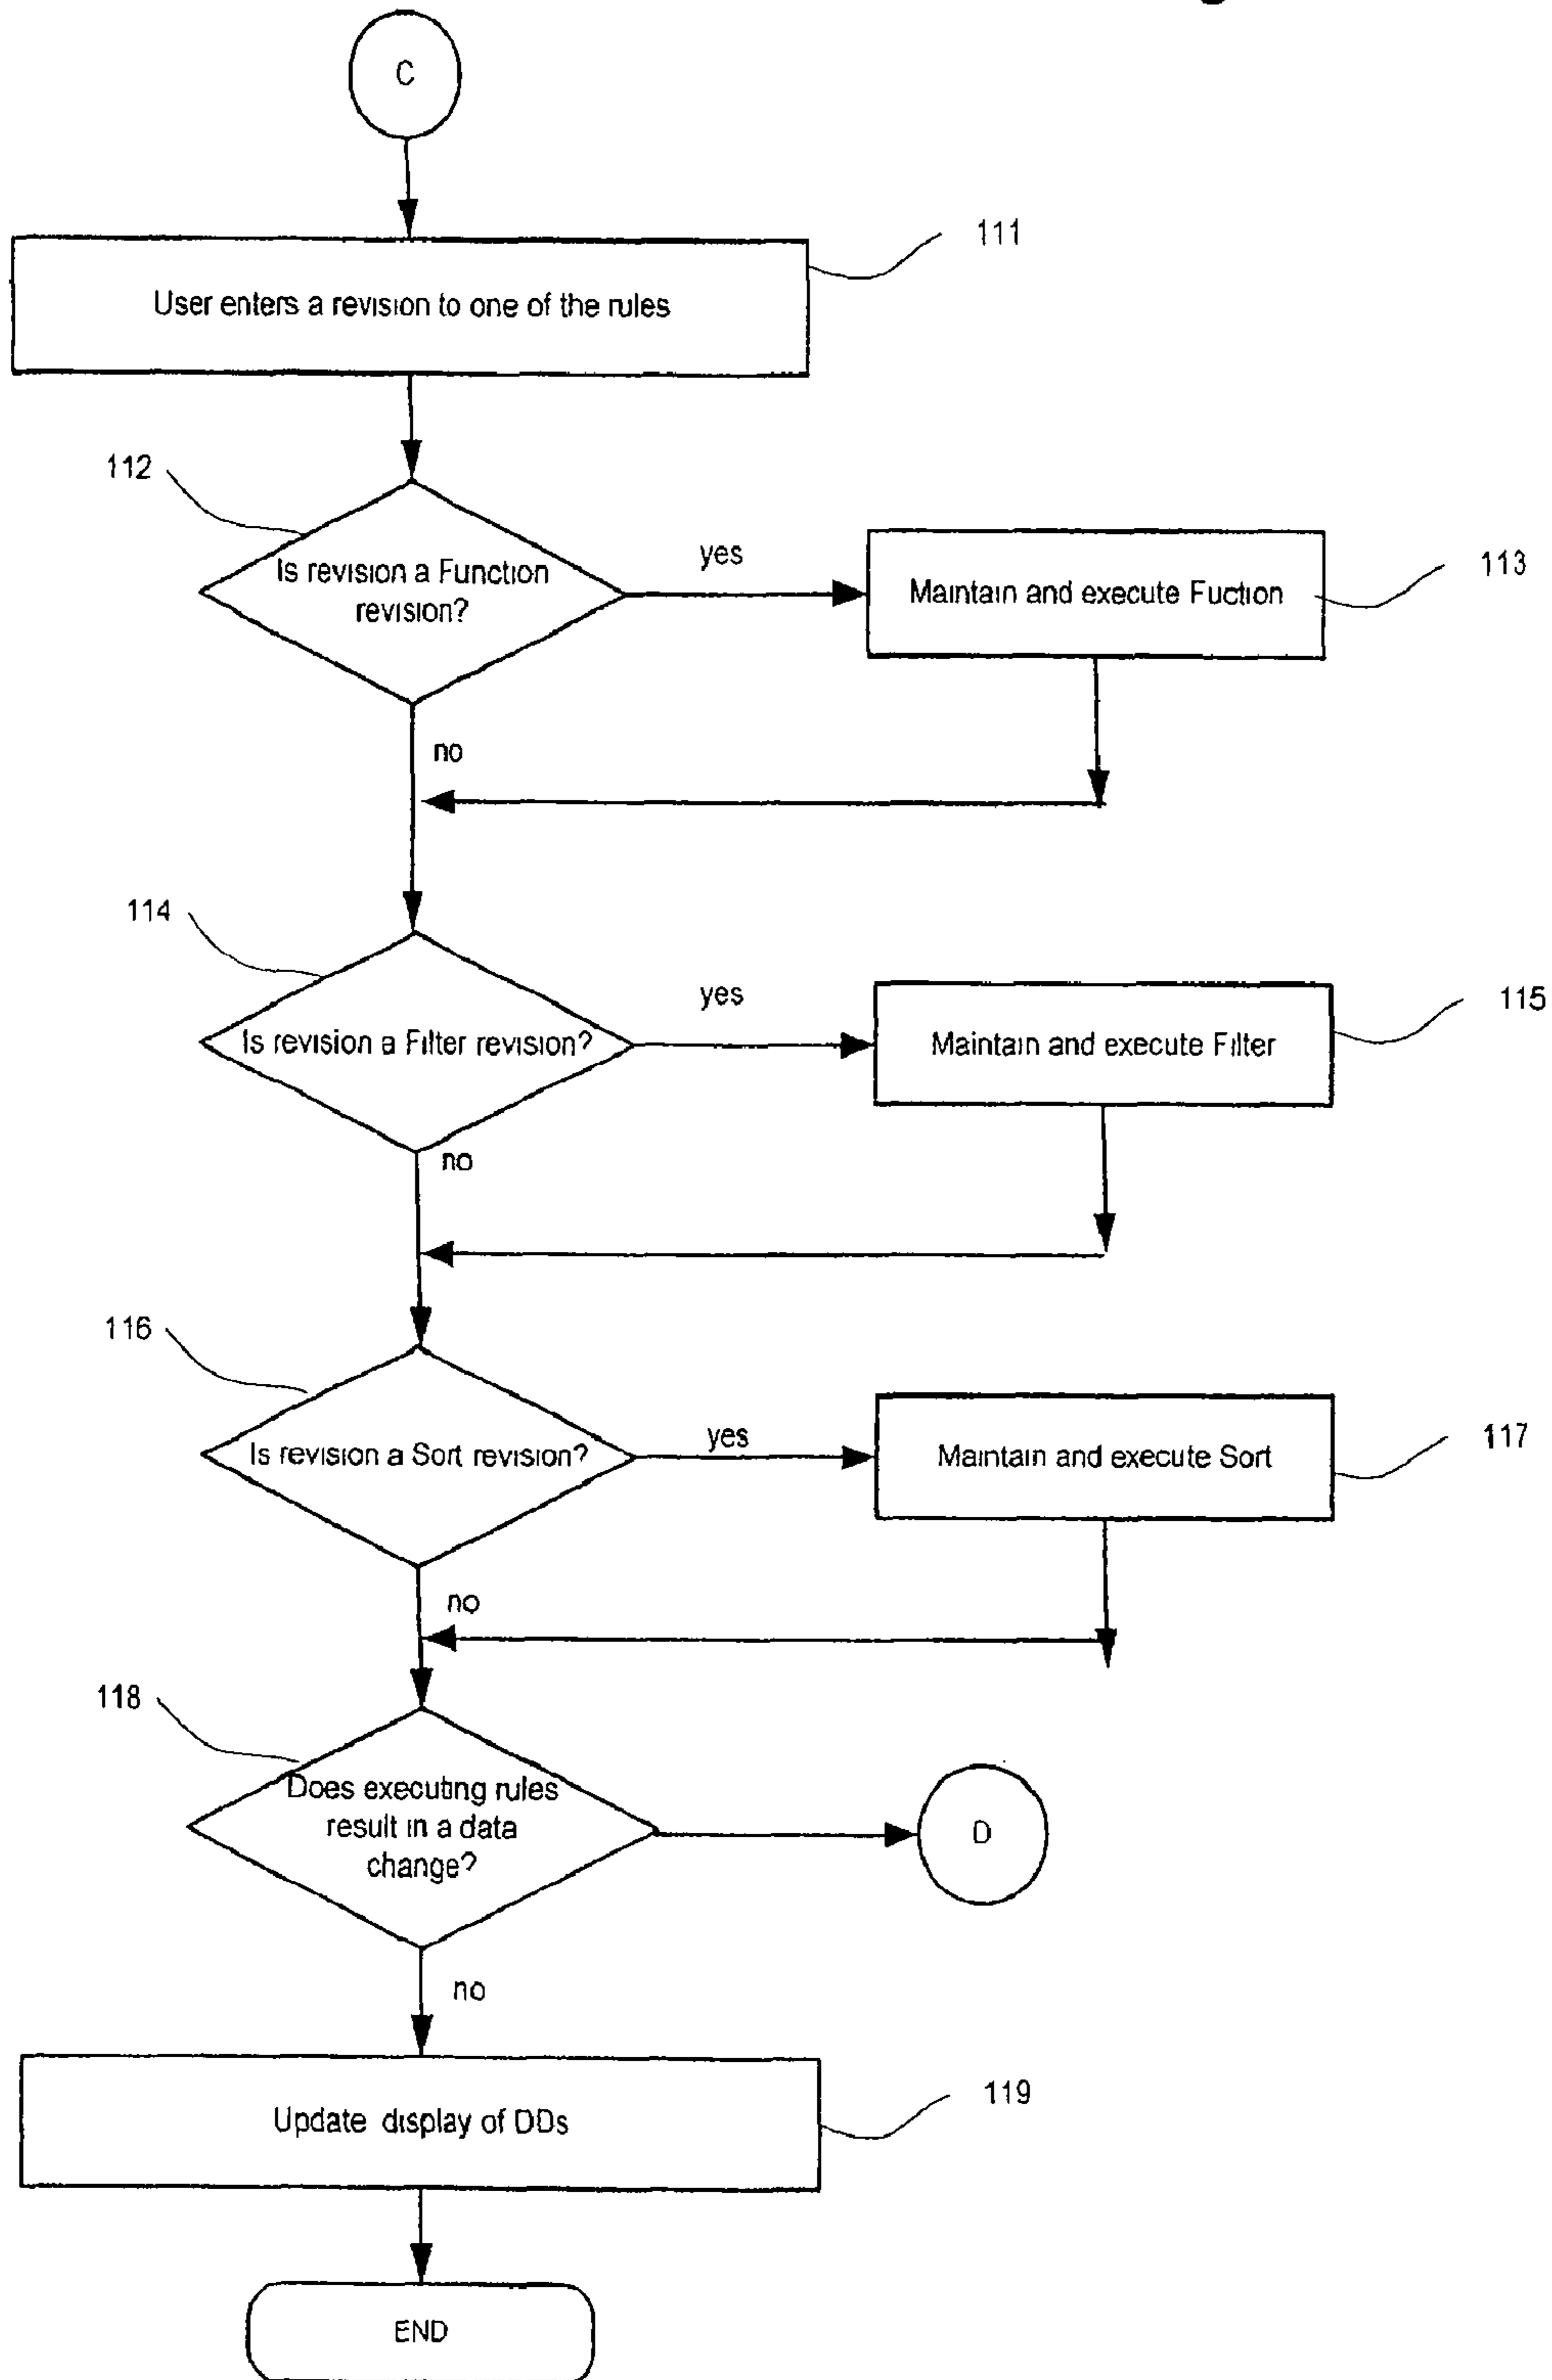 C
111
User enters a revision to one of the rules
112
Is revision a Function
revision?
yes
Maintain and execute Fuction
113
no
114
Is revision a Filter revision?
yes
Maintain and execute Filter
115
no
116
Is revision a Sort revision?
yes
Maintain and execute Sort
117
no
118
Does executing rules
result in a data
change?
D
no
Update display of DDs
119
END